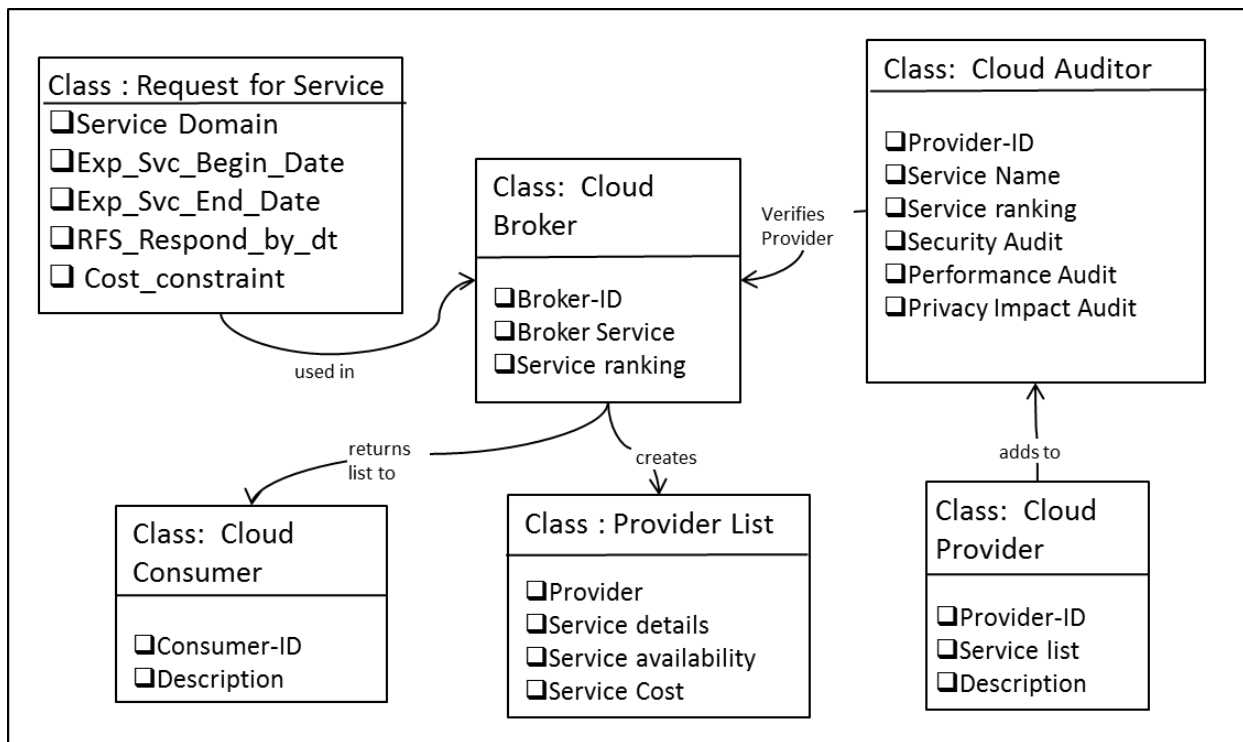 Class : Request for Service
❑Service Domain
❑Exp_Svc_Begin_Date
❑Exp_Svc_End_Date
❑RFS_Respond_by_dt
❑ Cost_constraint
used in
Class: Cloud
Broker
❑Broker-ID
❑Broker Service
❑Service ranking
Verifies
Provider
Class: Cloud Auditor
❑Provider-ID
❑Service Name
❑Service ranking
❑Security Audit
❑Performance Audit
❑Privacy Impact Audit
returns
list to
creates
adds to
Class: Cloud
Consumer
❑Consumer-ID
❑Description
Class : Provider List
❑Provider
❑Service details
❑Service availability
❑Service Cost
Class: Cloud
Provider
❑Provider-ID
❑Service list
❑Description